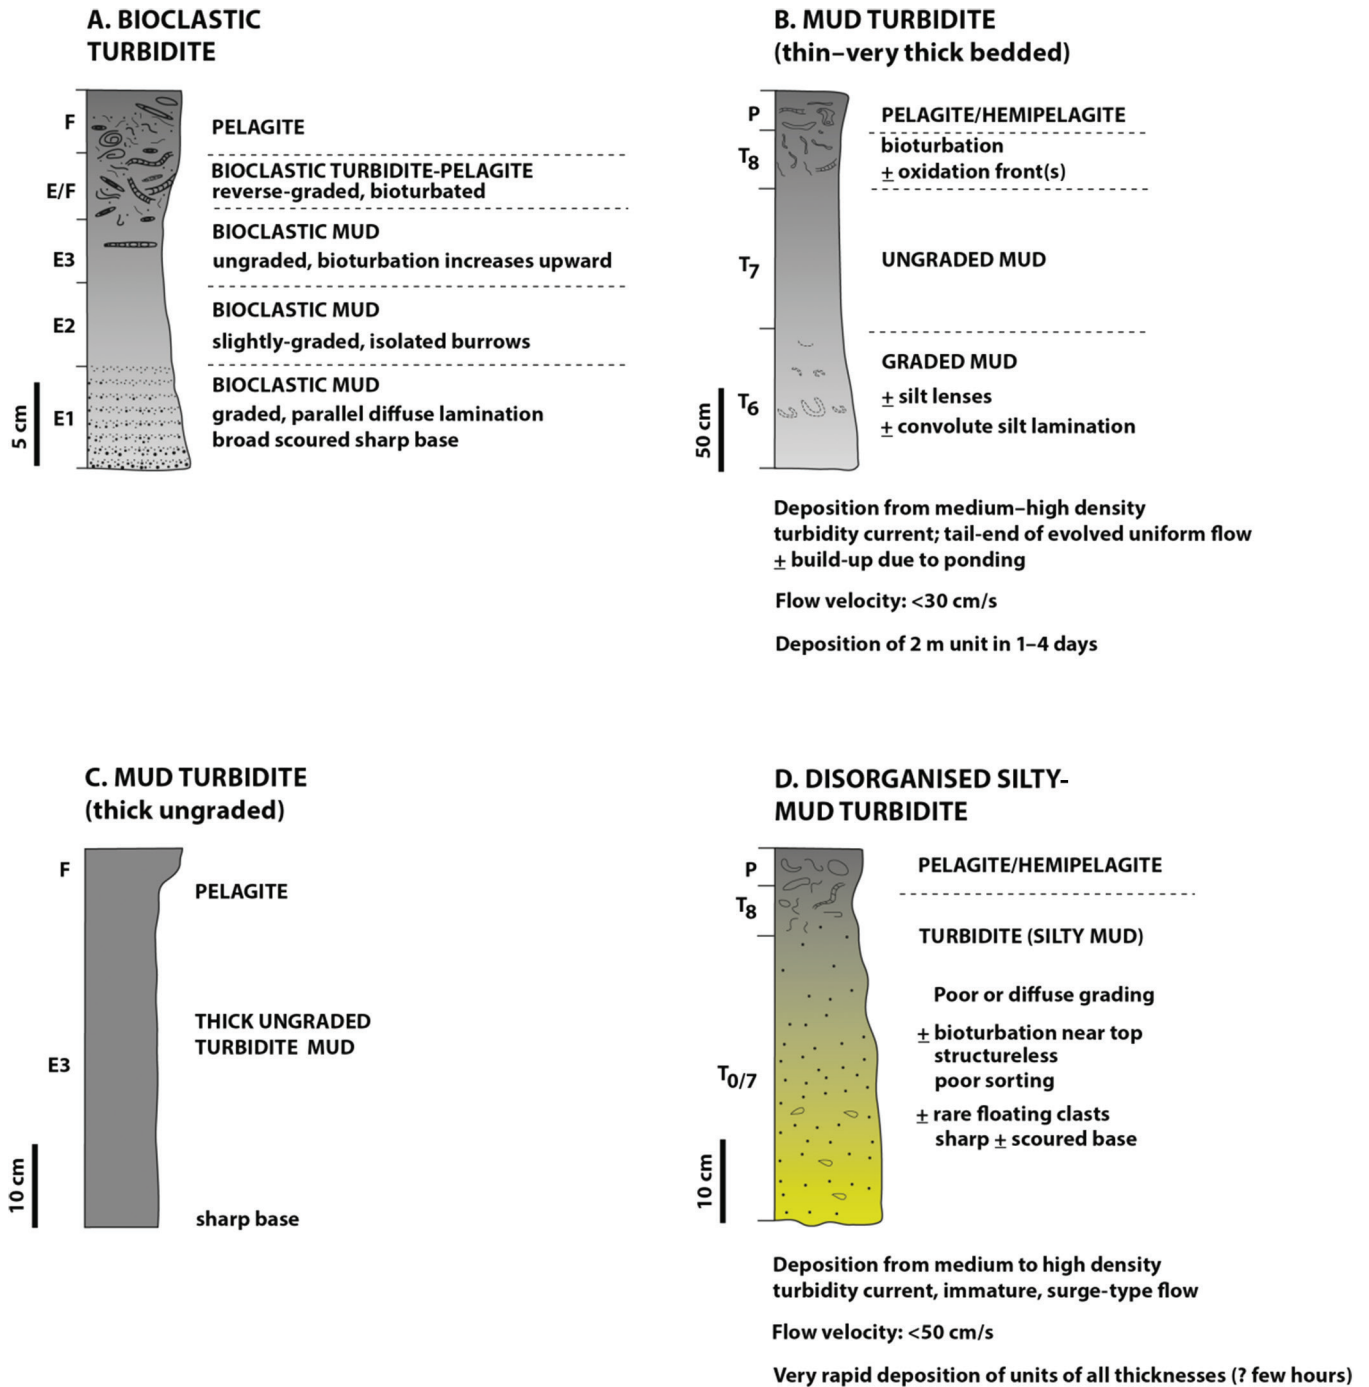 A. BIOCLASTIC
TURBIDITE
F
PELAGITE
E/F
BIOCLASTIC TURBIDITE-PELAGITE
reverse-graded, bioturbated
E3
BIOCLASTIC MUD
ungraded, bioturbation increases upward
E2
BIOCLASTIC MUD
slightly-graded, isolated burrows
E1
BIOCLASTIC MUD
graded, parallel diffuse lamination
broad scoured sharp base
5 cm
B. MUD TURBIDITE
(thin–very thick bedded)
P
PELAGITE/HEMIPELAGITE
T8
bioturbation
± oxidation front(s)
T7
UNGRADED MUD
T6
GRADED MUD
± silt lenses
± convolute silt lamination
50 cm
Deposition from medium–high density
turbidity current; tail-end of evolved uniform flow
± build-up due to ponding
Flow velocity: <30 cm/s
Deposition of 2 m unit in 1–4 days
C. MUD TURBIDITE
(thick ungraded)
F
PELAGITE
E3
THICK UNGRADED
TURBIDITE MUD
10 cm
sharp base
D. DISORGANISED SILTY-
MUD TURBIDITE
P
PELAGITE/HEMIPELAGITE
T8
TURBIDITE (SILTY MUD)
T0/7
Poor or diffuse grading
± bioturbation near top
structureless
poor sorting
± rare floating clasts
sharp ± scoured base
10 cm
Deposition from medium to high density
turbidity current, immature, surge-type flow
Flow velocity: <50 cm/s
Very rapid deposition of units of all thicknesses (? few hours)